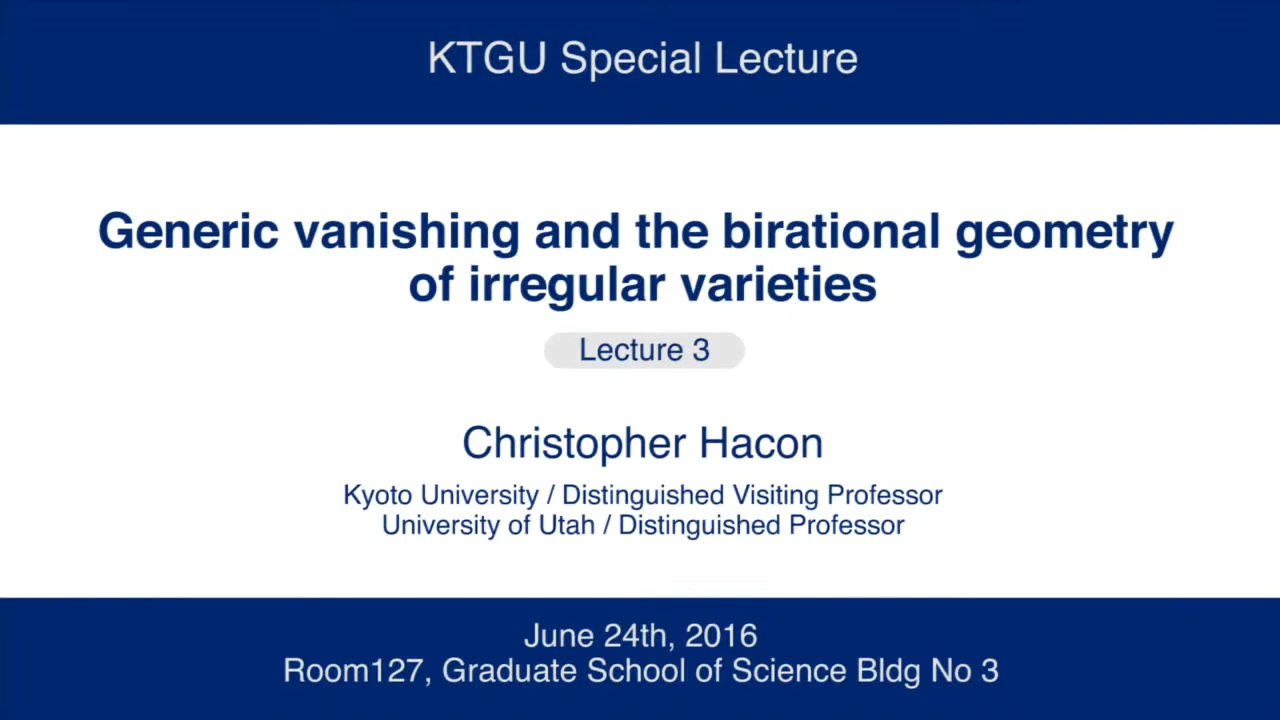 KTGU Special Lecture
Generic vanishing and the birational geometry
of irregular varieties
Lecture 3
Christopher Hacon
Kyoto University / Distinguished Visiting Professor
University of Utah / Distinguished Professor
June 24th, 2016
Room127, Graduate School of Science Bldg No 3